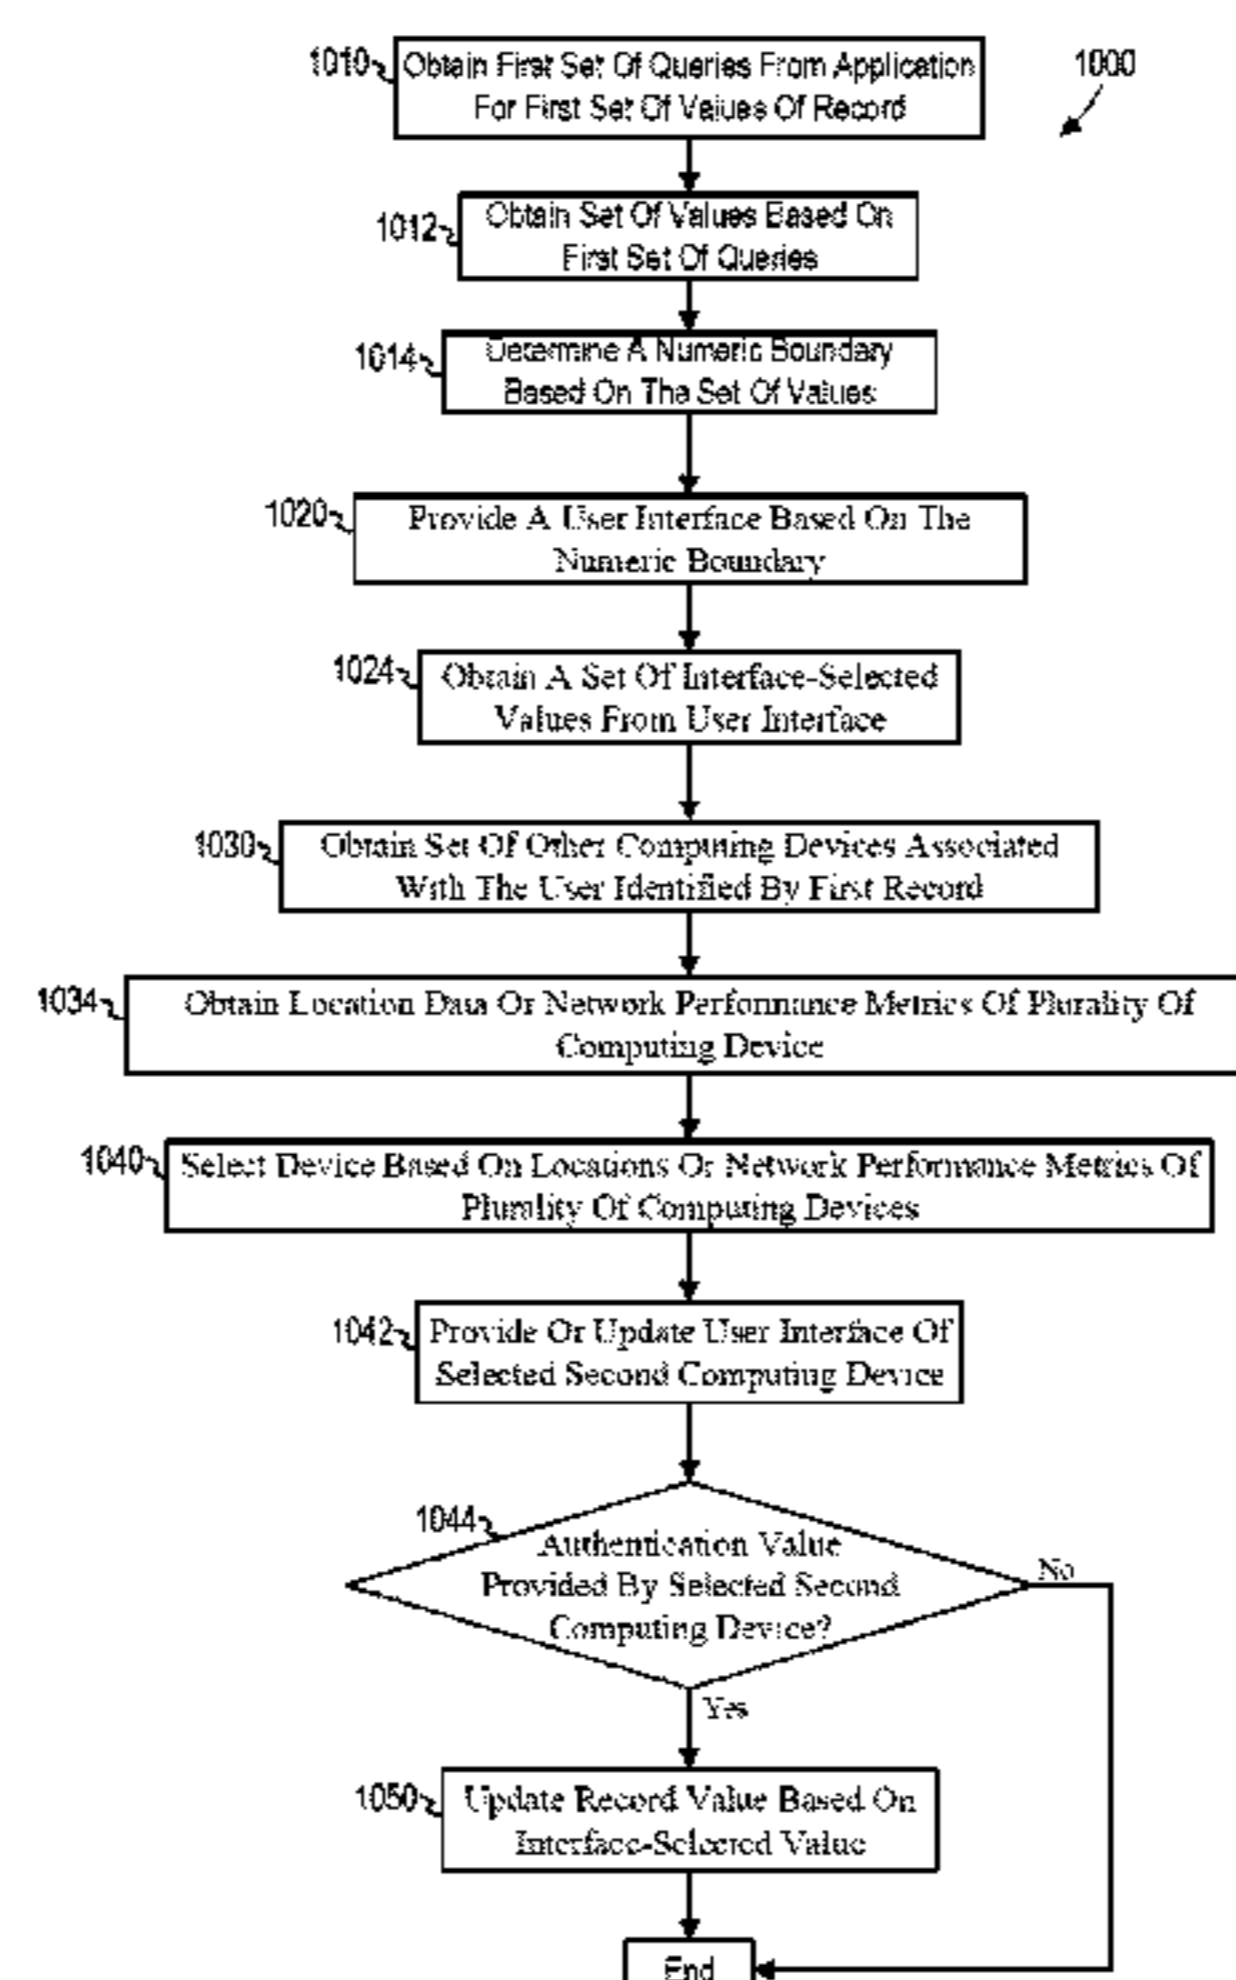 1000
1010
Obtain First Set Of Queries From Application
For First Set Of Values Of Record
1012
Obtain Set Of Values Based On
First Set Of Queries
1014
Determine A Numeric Boundary
Based On The Set Of Values
1020
Provide A User Interface Based On The
Numeric Boundary
1024
Obtain A Set Of Interface-Selected
Values From User Interface
1030
Obtain Set Of Other Computing Devices Associated
With The User Identified By First Record
1034
Obtain Location Data Or Network Performance Metrics Of Plurality Of
Computing Device
1040
Select Device Based On Locations Or Network Performance Metrics Of
Plurality Of Computing Devices
1042
Provide Or Update User Interface Of
Selected Second Computing Device
1044
Authentication Value
Provided By Selected Second
Computing Device?
No
Yes
1050
Update Record Value Based On
Interface-Selected Value
End